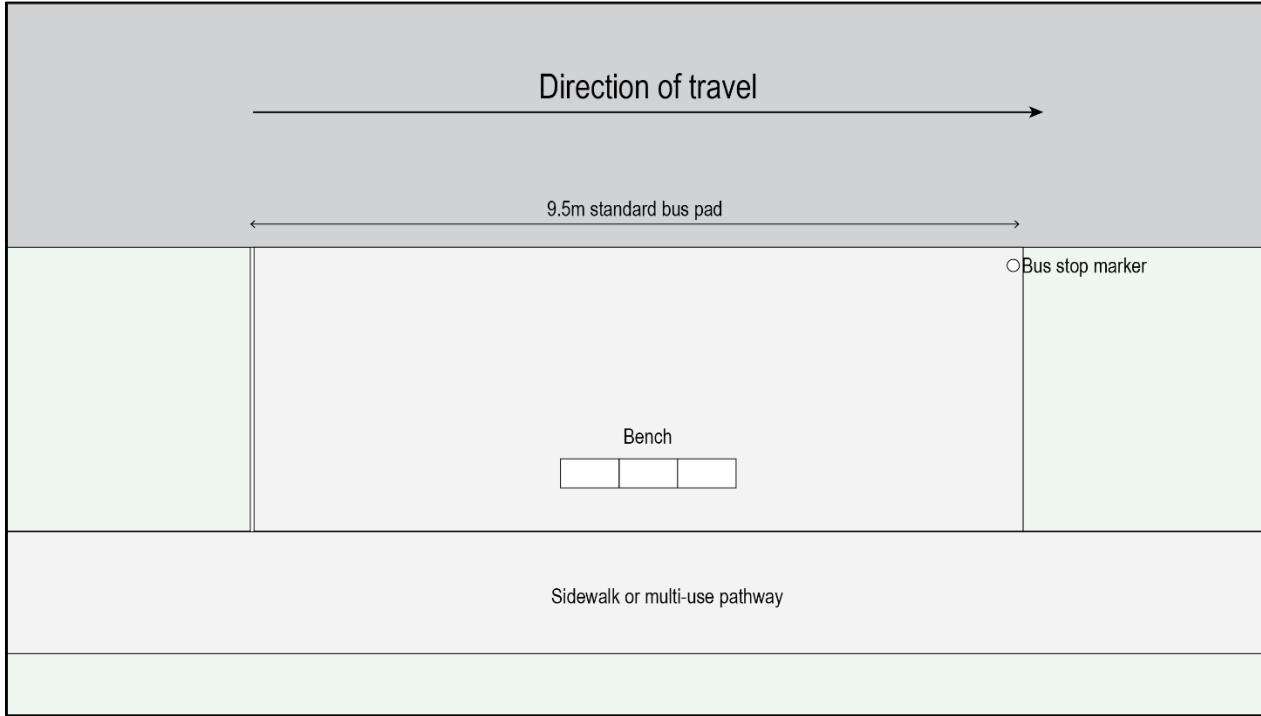 Direction of travel
9.5m standard bus pad
Bus stop marker
Bench
Sidewalk or multi-use pathway